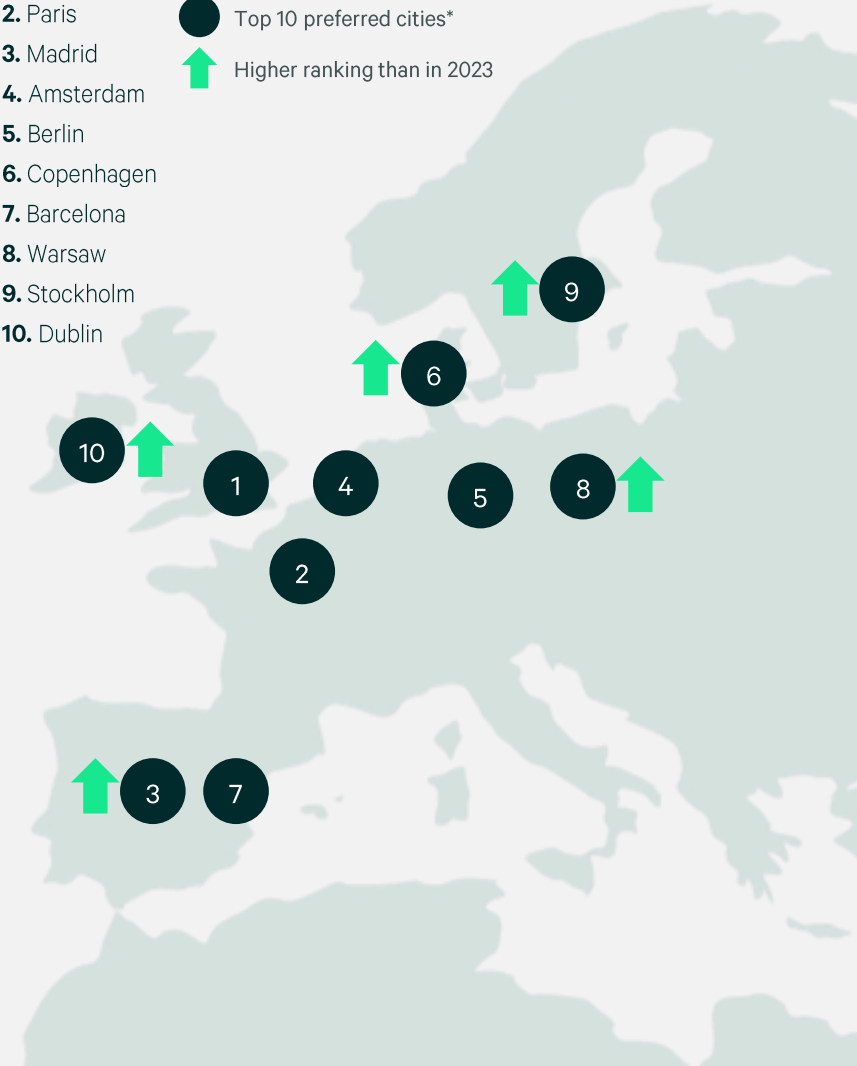 2. Paris
3. Madrid
4. Amsterdam
5. Berlin
6. Copenhagen
7. Barcelona
8. Warsaw
9. Stockholm
10. Dublin
Top 10 preferred cities*
Higher ranking than in 2023
9
6
10
1
4
5
8
2
3
7